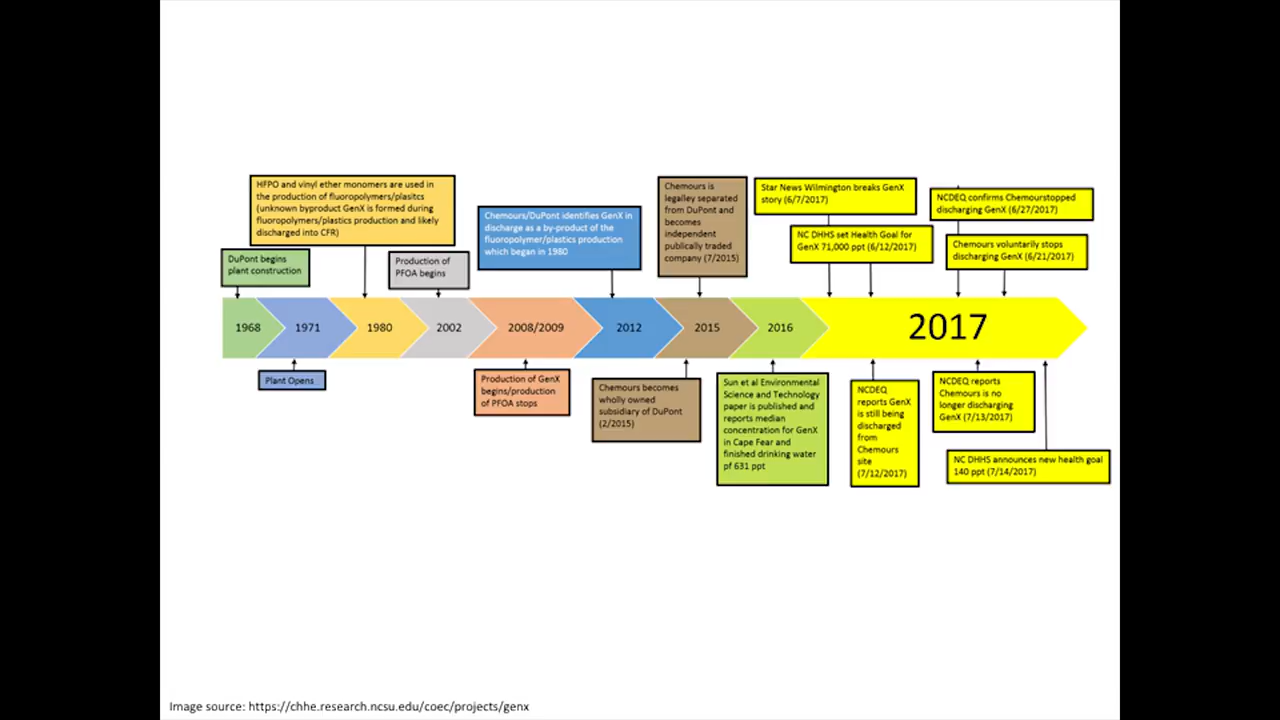 HFPO and vinyl ether monomers are used in
the production of fluoropolymers/plasitcs
(unknown byproduct GenX is formed during
fluoropolymers/plastics production and likely
discharged into CFR)
DuPont begins
plant construction
Production of
PFOA begins
Chemours/DuPont identifies GenX in
discharge as a by-product of the
fluoropolymer/plastics production
which began in 1980
Chemours is
legalley separated
from DuPont and
becomes
independent
publically traded
company (7/2015)
Star News Wilmington breaks GenX
story (6/7/2017)
NC DHHS set Health Goal for
GenX 71,000 ppt (6/12/2017)
NCDEQ confirms Chemourstopped
discharging GenX (6/27/2017)
Chemours voluntarily stops
discharging GenX (6/21/2017)
1968
1971
1980
2002
2008/2009
2012
2015
2016
2017
Plant Opens
Production of GenX
begins/production
of PFOA stops
Chemours becomes
wholly owned
subsidiary of DuPont
(2/2015)
Sun et al Environmental
Science and Technology
paper is published and
reports median
concentration for GenX
in Cape Fear and
finished drinking water
pf 631 ppt
NCDEQ
reports GenX
is still being
discharged
from
Chemours
site
(7/12/2017)
NCDEQ reports
Chemours is no
longer discharging
GenX (7/13/2017)
NC DHHS announces new health goal
140 ppt (7/14/2017)
Image source: https://chhe.research.ncsu.edu/coec/projects/genx